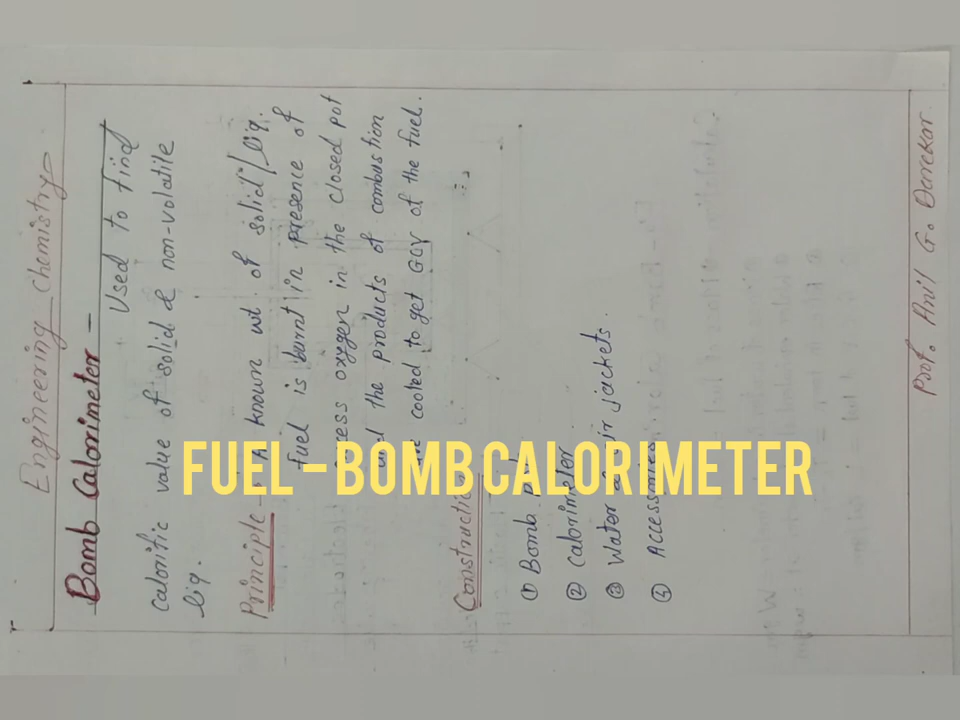 Engineering Chemistry
Bomb Calorimeter -
Used to find
calorific value of solid & non-volatile
liq.
Principle - A known wt. of solid/liq.
fuel is burnt in presence of
excess oxygen in the closed pot
and the products of combustion
are cooled to get GCV of the fuel.
Construction
① Bomb
② Calorimeter
③ Water & air jackets.
④ Accessories
Prof. Anil G. Darekar.
FUEL - BOMB CALORIMETER